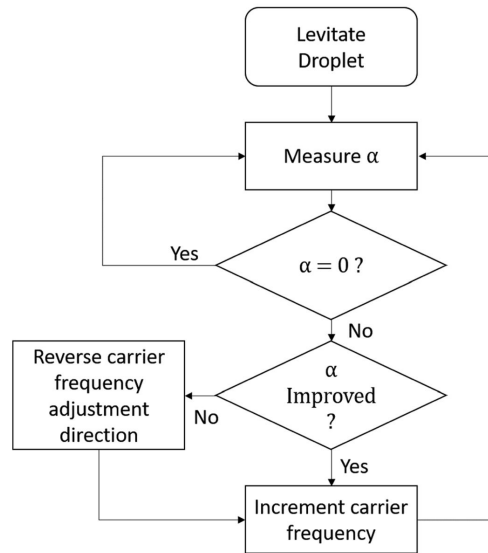 Levitate
Droplet
Measure α
Yes
α = 0 ?
No
Reverse carrier
frequency
adjustment
direction
α
Improved
?
No
Yes
Increment carrier
frequency